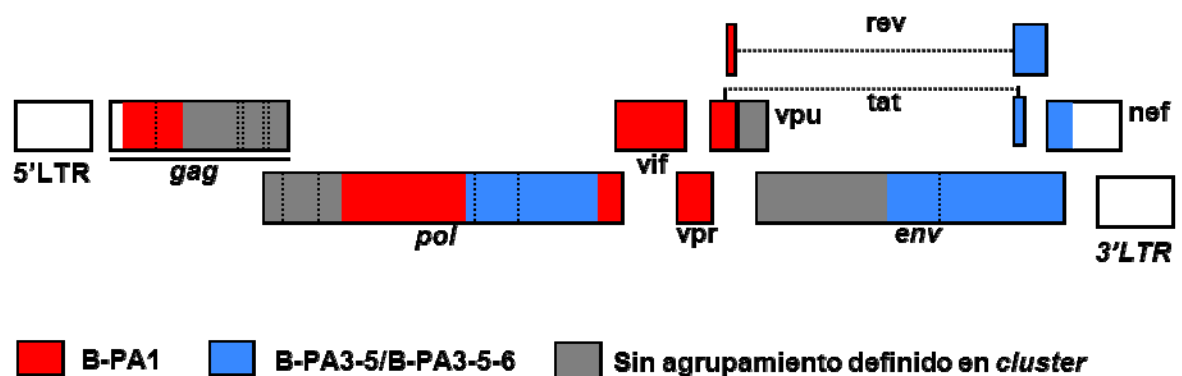 rev
tat
vpu
nef
5'LTR
gag
vif
pol
vpr
env
3'LTR
B-PA1
B-PA3-5/B-PA3-5-6
Sin agrupamiento definido en cluster